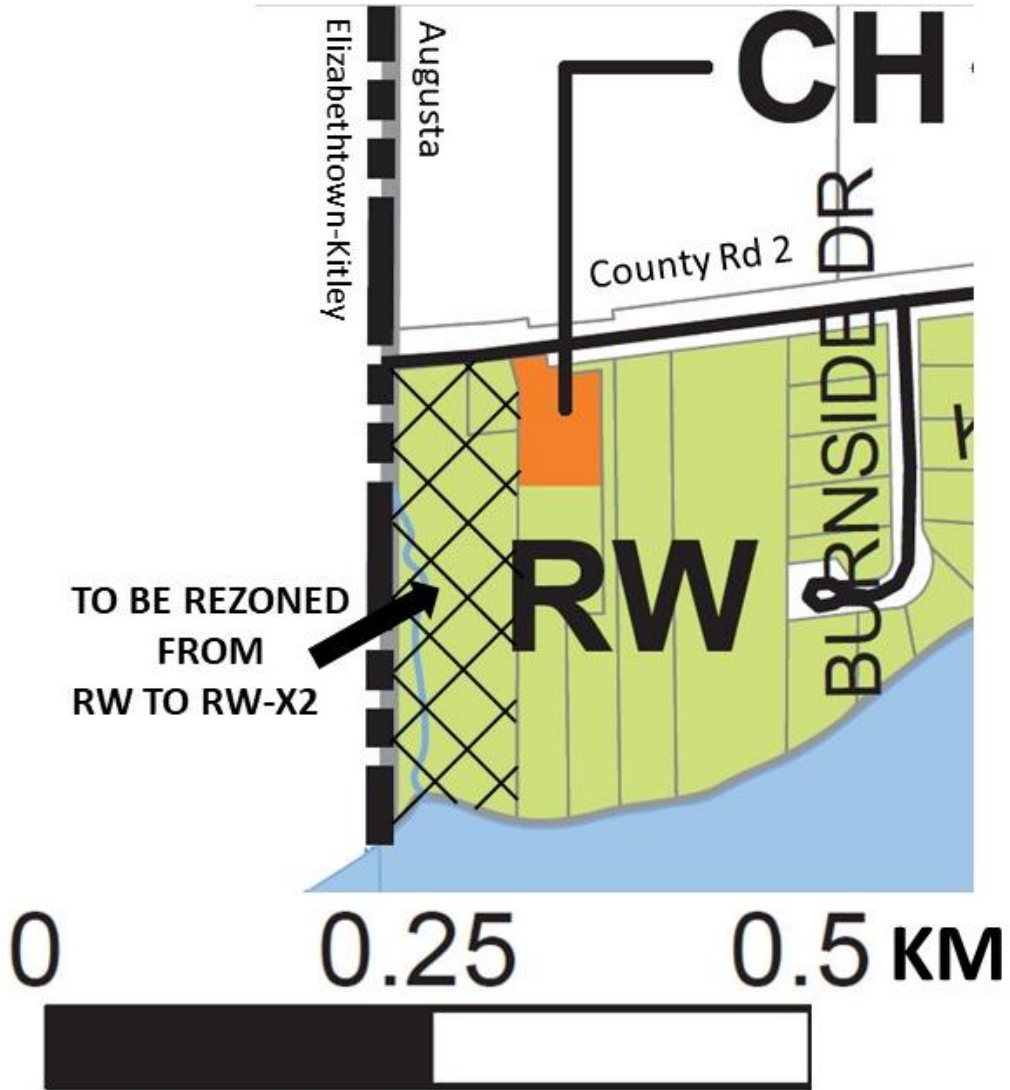 Elizabethtown-Kitley
Augusta
CH
County Rd 2
BURNSIDE DR
RW
TO BE REZONED
FROM
RW TO RW-X2
0 0.25 0.5 KM